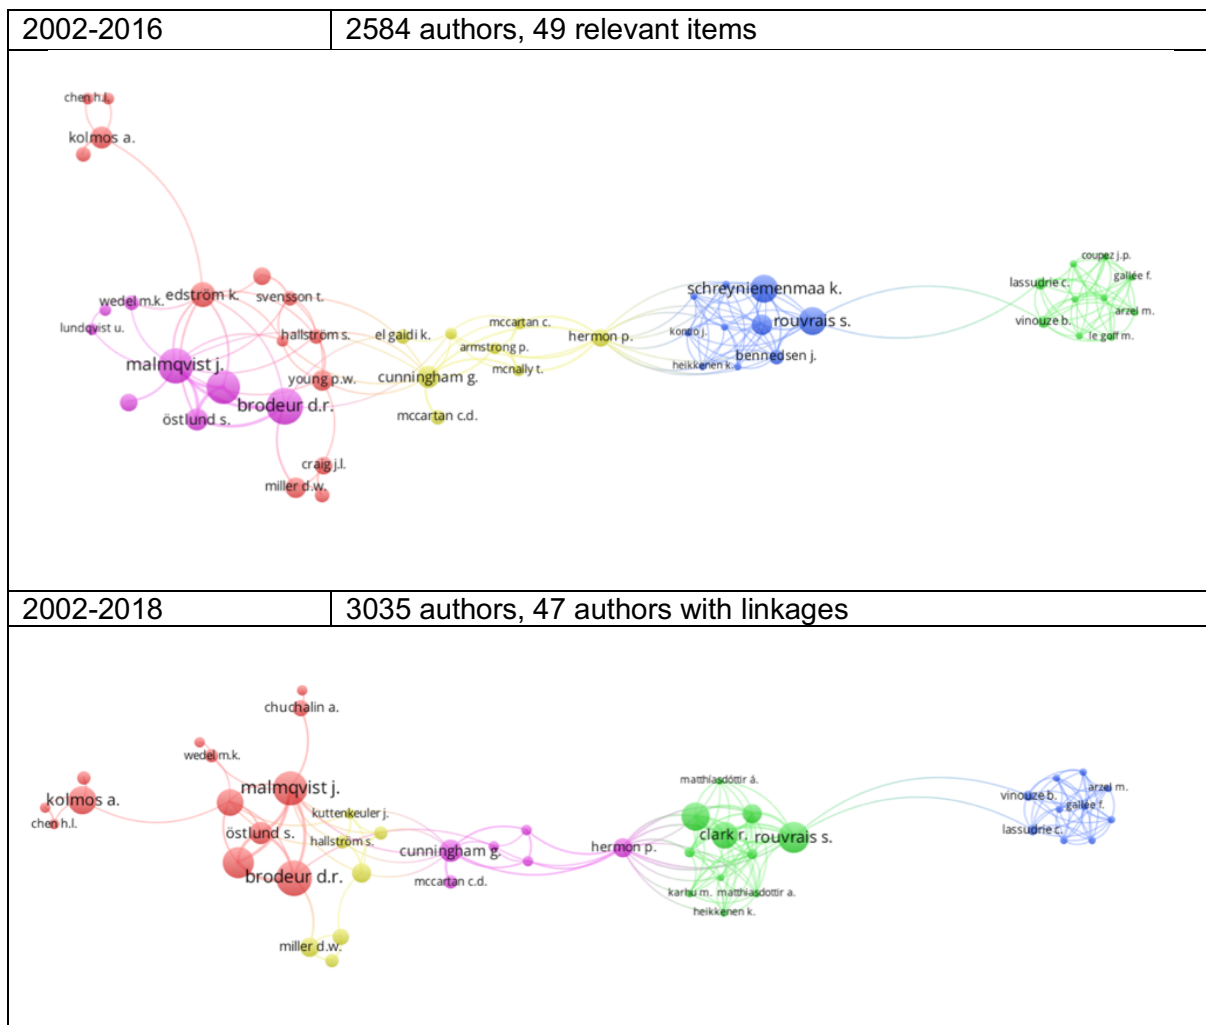 2002-2016 2584 authors, 49 relevant items
chen h.l.
kolmos a.
coupez j.p.
lassudrie c.
gallée f.
wedel m.k.
edström k.
svensson t.
schreyniemenmaa k.
arzel m.
lundqvist u.
hallström s.
el gaidi k.
mccartan c.
hermon p.
kontio j.
rouvrais s.
vinouze b.
le goff m.
malmqvist j.
armstrong p.
bennedsen j.
young p.w.
cunningham g.
mcnally t.
heikkenen k.
brodeur d.r.
östlund s.
mccartan c.d.
craig j.l.
miller d.w.
2002-2018 3035 authors, 47 authors with linkages
chuchalin a.
wedel m.k.
matthíasdóttir á.
malmqvist j.
arzel m.
kolmos a.
kuttenkeuler j.
vinouze b.
gallée f.
chen h.l.
östlund s.
hallström s.
clark r.
rouvrais s.
lassudrie c.
cunningham g.
hermon p.
brodeur d.r.
mccartan c.d.
karhu m.
matthiasdottir a.
heikkenen k.
miller d.w.